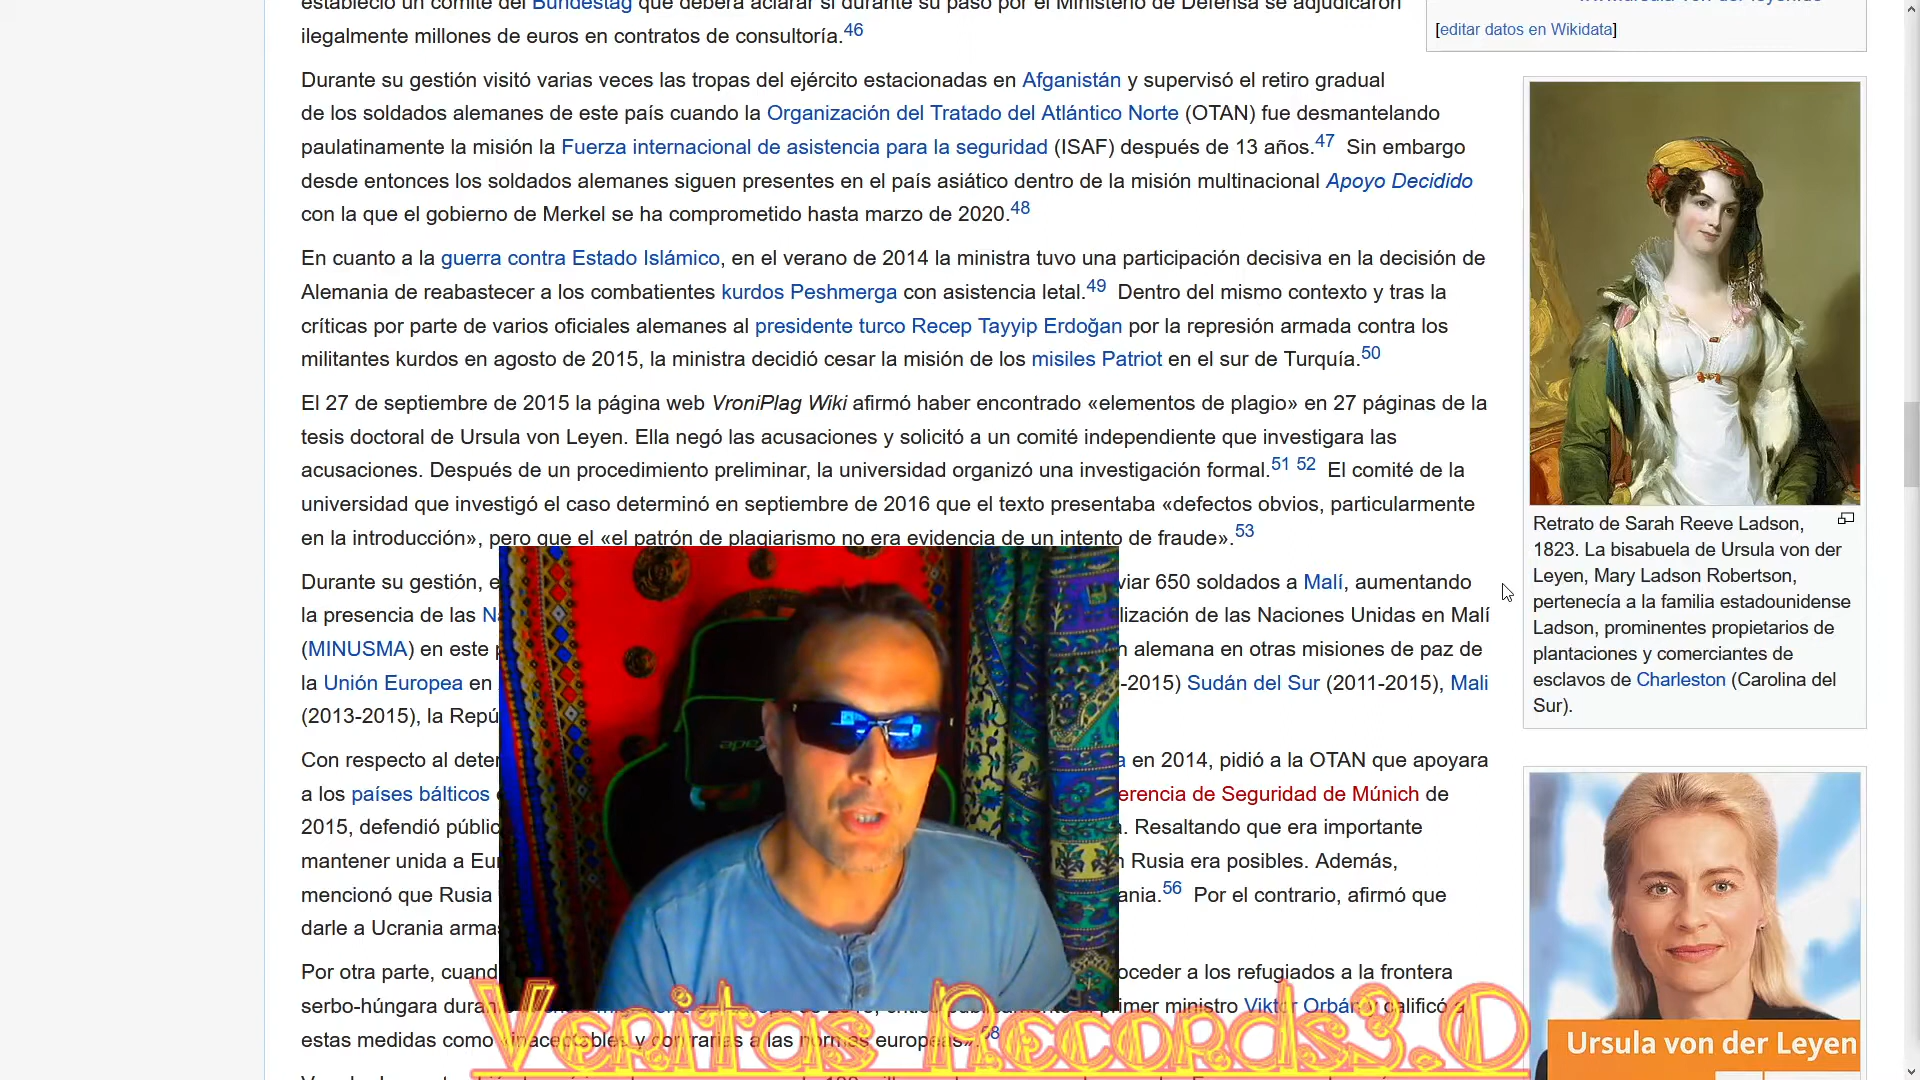 estableció un comité del Bundestag que deberá aclarar si durante su paso por el Ministerio de Defensa se adjudicaron
ilegalmente millones de euros en contratos de consultoría.46
Durante su gestión visitó varias veces las tropas del ejército estacionadas en Afganistán y supervisó el retiro gradual
de los soldados alemanes de este país cuando la Organización del Tratado del Atlántico Norte (OTAN) fue desmantelando
paulatinamente la misión la Fuerza internacional de asistencia para la seguridad (ISAF) después de 13 años.47 Sin embargo
desde entonces los soldados alemanes siguen presentes en el país asiático dentro de la misión multinacional Apoyo Decidido
con la que el gobierno de Merkel se ha comprometido hasta marzo de 2020.48
En cuanto a la guerra contra Estado Islámico, en el verano de 2014 la ministra tuvo una participación decisiva en la decisión de
Alemania de reabastecer a los combatientes kurdos Peshmerga con asistencia letal.49 Dentro del mismo contexto y tras la
críticas por parte de varios oficiales alemanes al presidente turco Recep Tayyip Erdoğan por la represión armada contra los
militantes kurdos en agosto de 2015, la ministra decidió cesar la misión de los misiles Patriot en el sur de Turquía.50
El 27 de septiembre de 2015 la página web VroniPlag Wiki afirmó haber encontrado «elementos de plagio» en 27 páginas de la
tesis doctoral de Ursula von Leyen. Ella negó las acusaciones y solicitó a un comité independiente que investigara las
acusaciones. Después de un procedimiento preliminar, la universidad organizó una investigación formal.51 52 El comité de la
universidad que investigó el caso determinó en septiembre de 2016 que el texto presentaba «defectos obvios, particularmente
en la introducción», pero que el «el patrón de plagiarismo no era evidencia de un intento de fraude».53
Durante su gestión, viar 650 soldados a Malí, aumentando
la presencia de las lización de las Naciones Unidas en Malí
(MINUSMA) en este alemana en otras misiones de paz de
la Unión Europea en -2015) Sudán del Sur (2011-2015), Mali
(2013-2015), la Repú
Con respecto al deter en 2014, pidió a la OTAN que apoyara
a los países bálticos erencia de Seguridad de Múnich de
2015, defendió públic Resaltando que era importante
mantener unida a Eu Rusia era posibles. Además,
mencionó que Rusia ania.56 Por el contrario, afirmó que
darle a Ucrania arma
Por otra parte, cuand oceder a los refugiados a la frontera
serbo-húngara imer ministro Viktor Orbán y calificó
estas medidas como «inaceptables y contrarias a las normas europeas».58
[editar datos en Wikidata]
Retrato de Sarah Reeve Ladson,
1823. La bisabuela de Ursula von der
Leyen, Mary Ladson Robertson,
pertenecía a la familia estadounidense
Ladson, prominentes propietarios de
plantaciones y comerciantes de
esclavos de Charleston (Carolina del
Sur).
Ursula von der Leyen
Veritas Records3.0